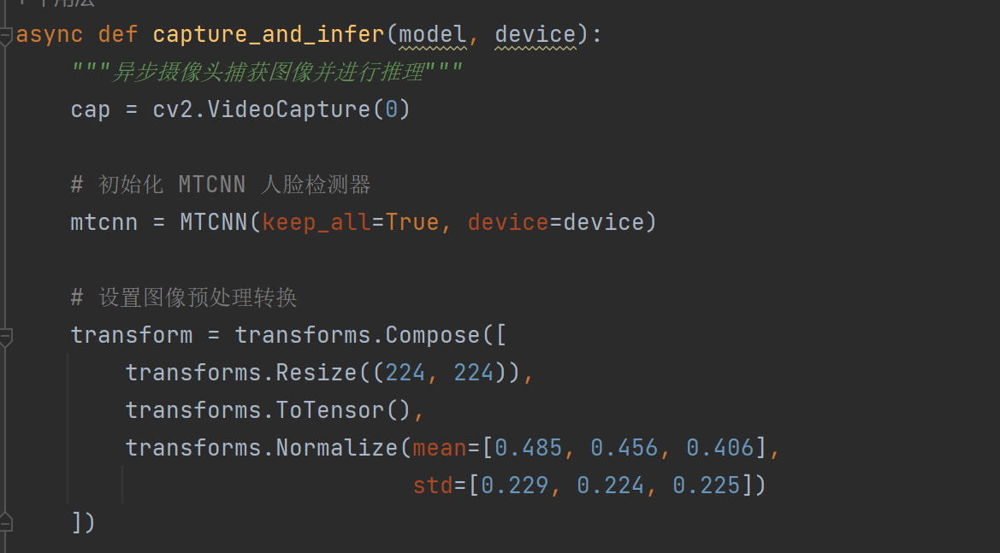 async def capture_and_infer(model, device):
"""异步摄像头捕获图像并进行推理"""
cap = cv2.VideoCapture(0)
# 初始化 MTCNN 人脸检测器
mtcnn = MTCNN(keep_all=True, device=device)
# 设置图像预处理转换
transform = transforms.Compose([
transforms.Resize((224, 224)),
transforms.ToTensor(),
transforms.Normalize(mean=[0.485, 0.456, 0.406],
std=[0.229, 0.224, 0.225])
])